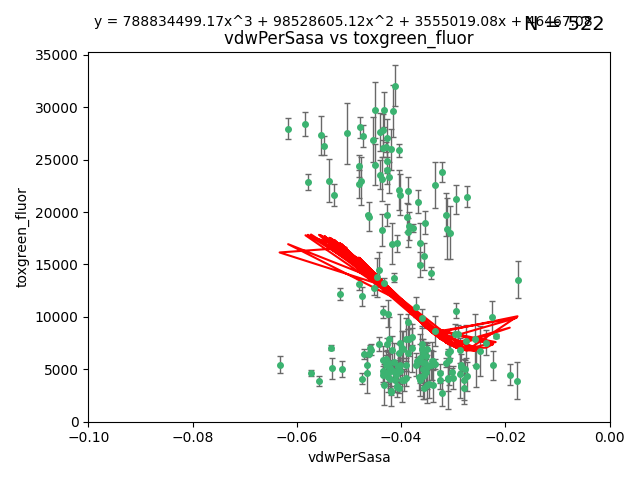 y = 788834499.17x^3 + 98528605.12x^2 + 3555019.08x +
N = 522
vdwPerSasa vs toxgreen_fluor
35000
30000
25000
20000
15000
10000
5000
0
toxgreen_fluor
−0.10
−0.08
−0.06
−0.04
−0.02
0.00
vdwPerSasa